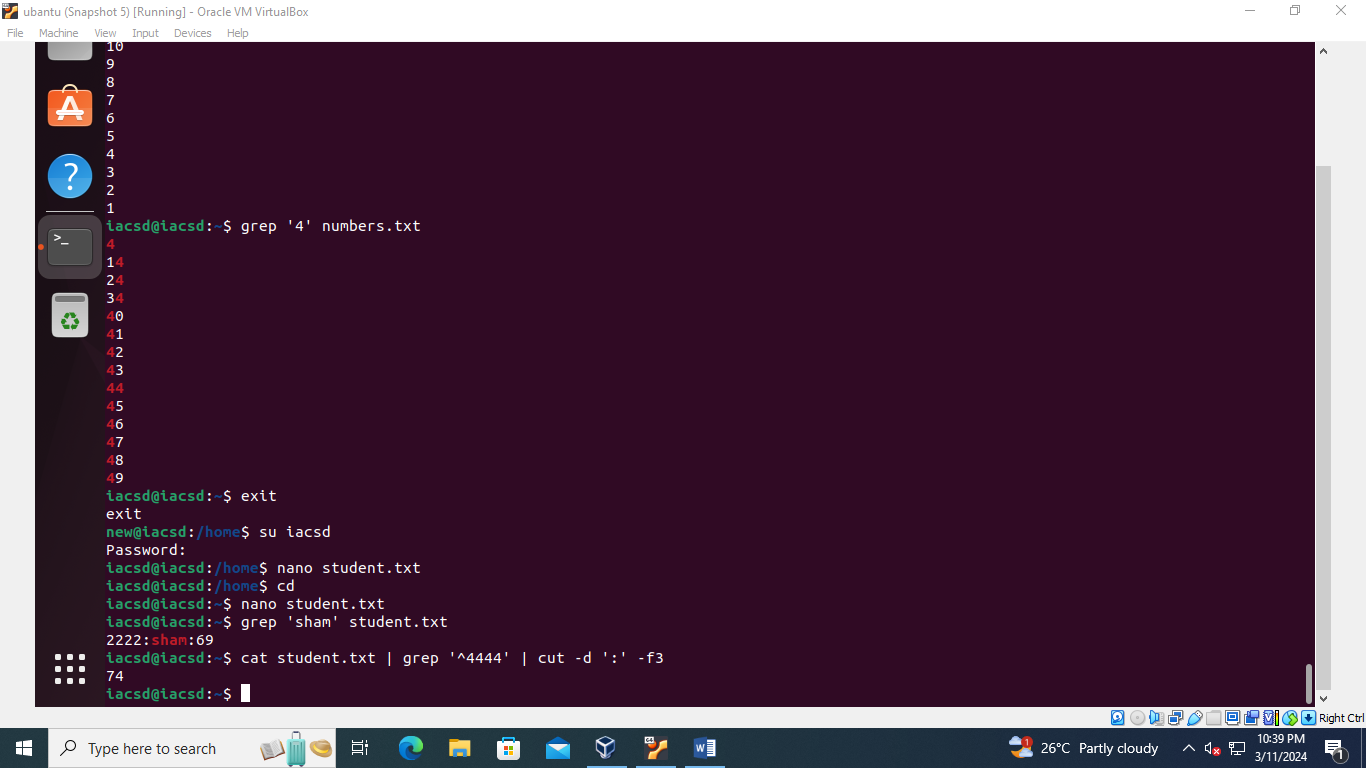 ubantu (Snapshot 5) [Running] - Oracle VM VirtualBox
File Machine View Input Devices Help
10
9
8
7
6
5
4
3
2
1
iacsd@iacsd:~$ grep '4' numbers.txt
4
14
24
34
40
41
42
43
44
45
46
47
48
49
iacsd@iacsd:~$ exit
exit
new@iacsd:/home$ su iacsd
Password:
iacsd@iacsd:/home$ nano student.txt
iacsd@iacsd:/home$ cd
iacsd@iacsd:~$ nano student.txt
iacsd@iacsd:~$ grep 'sham' student.txt
2222:sham:69
iacsd@iacsd:~$ cat student.txt | grep '^4444' | cut -d ':' -f3
74
iacsd@iacsd:~$
Right Ctrl
Type here to search
26°C Partly cloudy
10:39 PM
3/11/2024